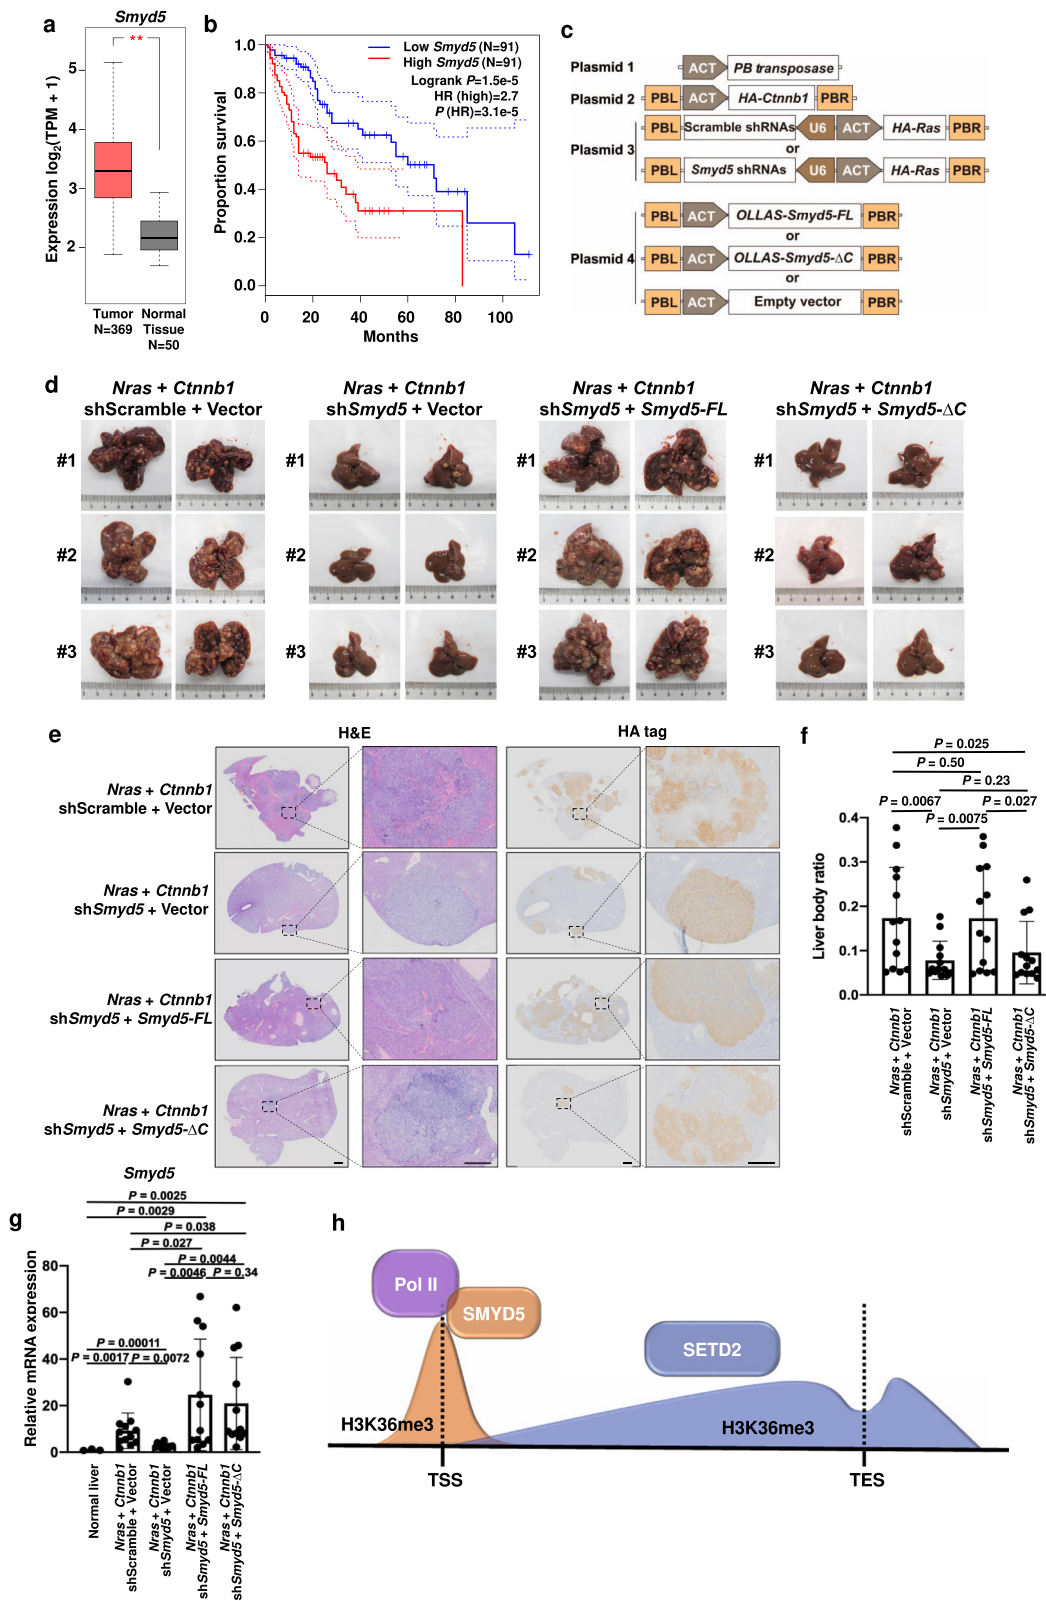 a
Smyd5
**
Expression log2(TPM + 1)
5
4
3
2
Tumor
N=369
Normal
Tissue
N=50
b
Low Smyd5 (N=91)
High Smyd5 (N=91)
Logrank P=1.5e-5
HR (high)=2.7
P (HR)=3.1e-5
Proportion survival
1.0
0.8
0.6
0.4
0.2
0.0
0 20 40 60 80 100
Months
c
Plasmid 1
ACT PB transposase
Plasmid 2
PBL ACT HA-Ctnnb1 PBR
Plasmid 3
PBL Scramble shRNAs U6 ACT HA-Ras PBR
or
PBL Smyd5 shRNAs U6 ACT HA-Ras PBR
Plasmid 4
PBL ACT OLLAS-Smyd5-FL PBR
or
PBL ACT OLLAS-Smyd5-ΔC PBR
or
PBL ACT Empty vector PBR
d
Nras + Ctnnb1
shScramble + Vector
Nras + Ctnnb1
shSmyd5 + Vector
Nras + Ctnnb1
shSmyd5 + Smyd5-FL
Nras + Ctnnb1
shSmyd5 + Smyd5-ΔC
#1 #1 #1 #1
#2 #2 #2 #2
#3 #3 #3 #3
e
H&E
HA tag
Nras + Ctnnb1
shScramble + Vector
Nras + Ctnnb1
shSmyd5 + Vector
Nras + Ctnnb1
shSmyd5 + Smyd5-FL
Nras + Ctnnb1
shSmyd5 + Smyd5-ΔC
f
P = 0.025
P = 0.50
P = 0.23
P = 0.0067
P = 0.027
P = 0.0075
Liver body ratio
0.4
0.3
0.2
0.1
0.0
Nras + Ctnnb1
shScramble + Vector
Nras + Ctnnb1
shSmyd5 + Vector
Nras + Ctnnb1
shSmyd5 + Smyd5-FL
Nras + Ctnnb1
shSmyd5 + Smyd5-ΔC
g
Smyd5
P = 0.0025
P = 0.0029
P = 0.038
P = 0.027
P = 0.0044
P = 0.0046
P = 0.34
P = 0.00011
P = 0.0017
P = 0.0072
Relative mRNA expression
80
60
40
20
0
Normal liver
Nras + Ctnnb1
shScramble + Vector
Nras + Ctnnb1
shSmyd5 + Vector
Nras + Ctnnb1
shSmyd5 + Smyd5-FL
Nras + Ctnnb1
shSmyd5 + Smyd5-ΔC
h
Pol II
SMYD5
SETD2
H3K36me3
H3K36me3
TSS
TES